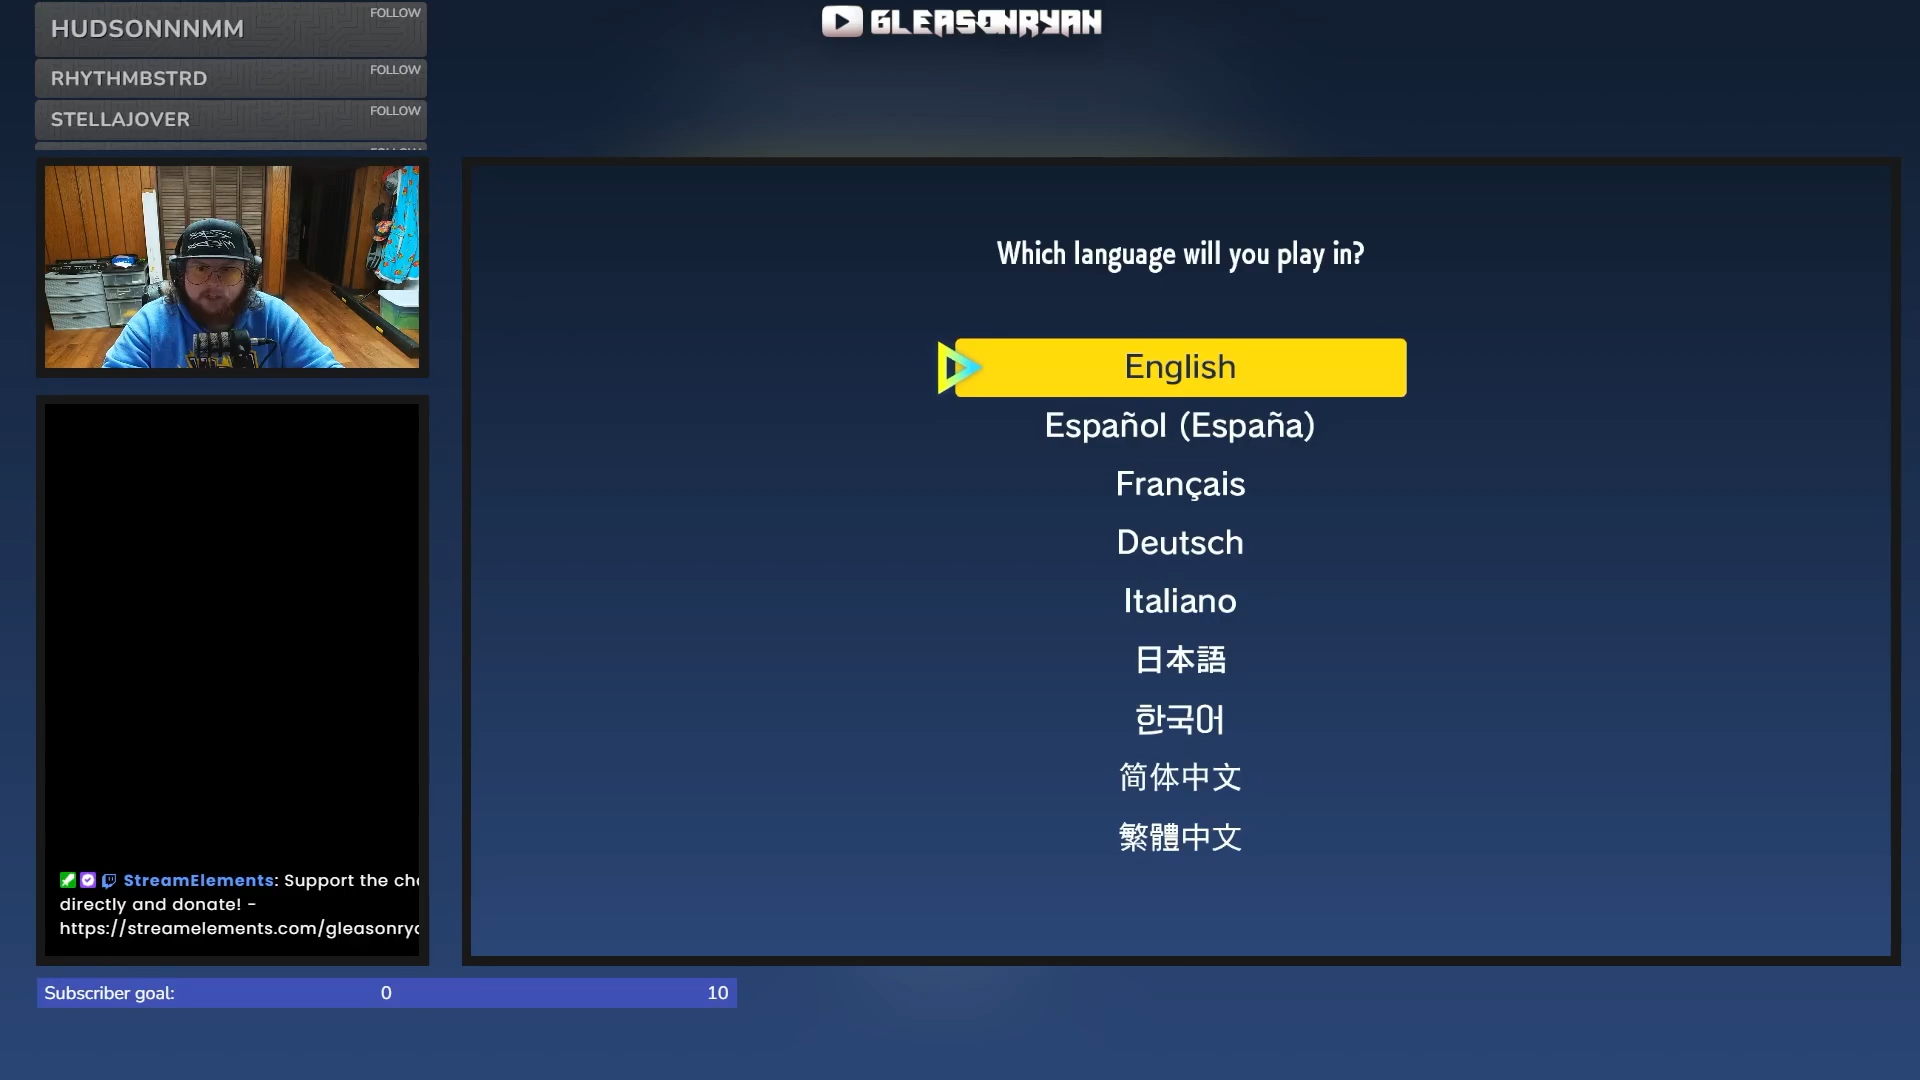 HUDSONNNMM
FOLLOW
RHYTHMBSTRD
FOLLOW
STELLAJOVER
FOLLOW
GLEASONRYAN
Which language will you play in?
English
Español (España)
Français
Deutsch
Italiano
日本語
한국어
简体中文
繁體中文
StreamElements: Support the cha
directly and donate! -
https://streamelements.com/gleasonrya
Subscriber goal:
0
10